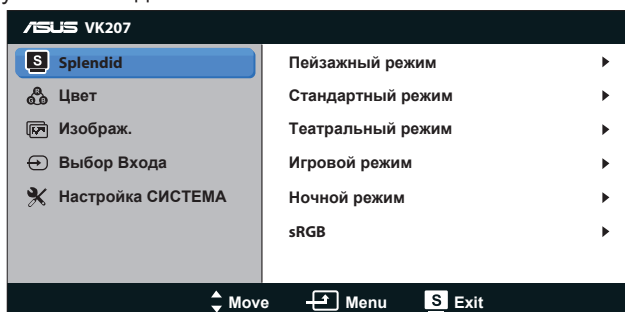 ASUS VK207
S Splendid
Цвет
Изображ.
Выбор Входа
Настройка СИСТЕМА
Пейзажный режим
Стандартный режим
Театральный режим
Игровой режим
Ночной режим
sRGB
Move Menu S Exit